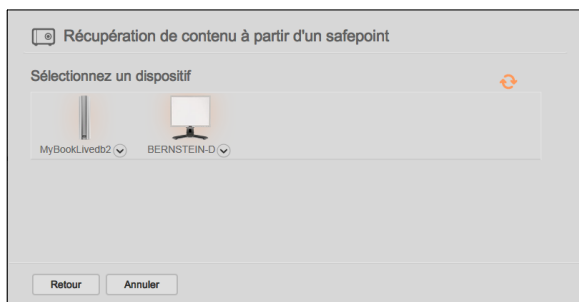 Récupération de contenu à partir d'un safepoint
Sélectionnez un dispositif
MyBookLivedb2 BERNSTEIN-D
Retour Annuler